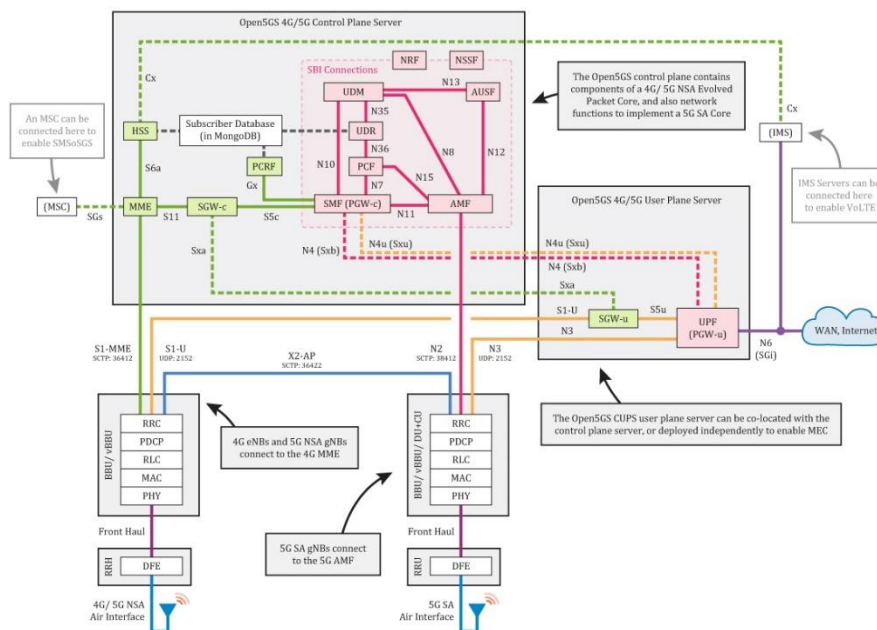 Open5GS 4G/5G Control Plane Server
NRF
NSSF
SBI Connections
N13
UDM
AUSF
Cx
N35
Subscriber Database
(in MongoDB)
HSS
UDR
PCRF
N36
N10
PCF
N8
N12
N15
S6a
Gx
N7
An MSC can be
connected here to
enable SMSoSGS
(MSC)
SGs
MME
S11
SGW-c
S5c
SMF (PGW-c)
N11
AMF
Sxa
N4 (Sxb)
N4u (Sxu)
The Open5GS control plane contains
components of a 4G/ 5G NSA Evolved
Packet Core, and also network
functions to implement a 5G SA Core
Cx
(IMS)
IMS Servers can be
connected here
to enable VoLTE
Open5GS 4G/5G User Plane Server
N4u (Sxu)
N4 (Sxb)
Sxa
S1-U
SGW-u
S5u
UPF
(PGW-u)
N3
N6
(SGi)
WAN, Internet
S1-MME
SCTP: 36412
S1-U
UDP: 2152
X2-AP
SCTP: 36422
N2
SCTP: 38412
N3
UDP: 2152
The Open5GS CUPS user plane server can be co-located with the
control plane server, or deployed independently to enable MEC
BBU/ vBBU
RRC
PDCP
RLC
MAC
PHY
4G eNBs and 5G NSA gNBs
connect to the 4G MME
BBU/ vBBU/ DU+CU
RRC
PDCP
RLC
MAC
PHY
5G SA gNBs connect
to the 5G AMF
Front Haul
RRH
DFE
4G/ 5G NSA
Air Interface
Front Haul
RRU
DFE
5G SA
Air Interface